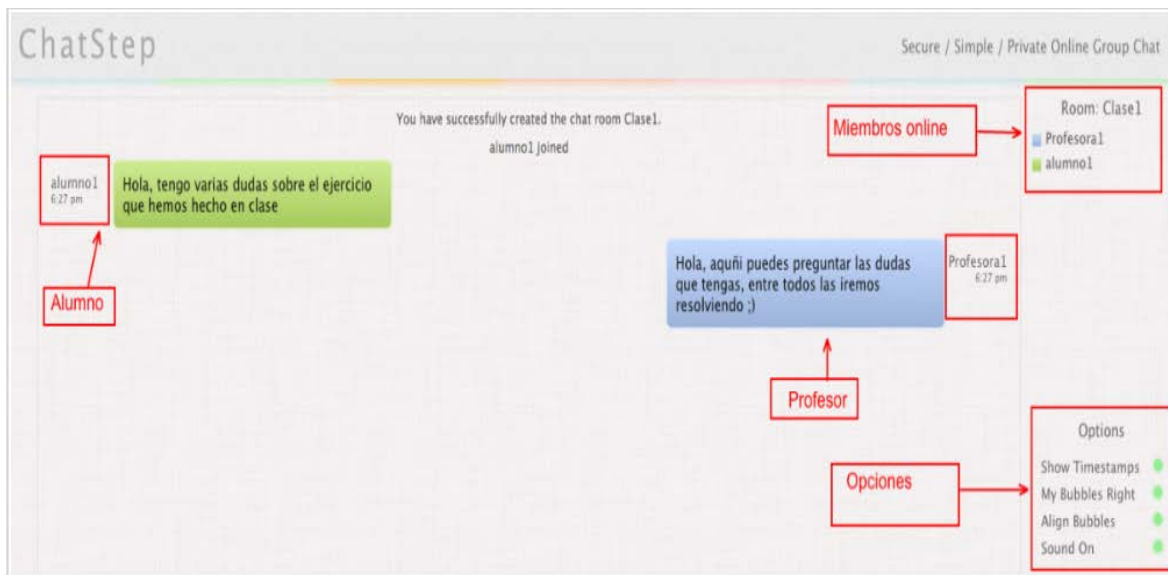 ChatStep
Secure / Simple / Private Online Group Chat
You have successfully created the chat room Clase1.
alumno1 joined
Miembros online
Room: Clase1
Profesora1
alumno1
alumno1
6:27 pm
Hola, tengo varias dudas sobre el ejercicio
que hemos hecho en clase
Alumno
Hola, aquñi puedes preguntar las dudas
que tengas, entre todos las iremos
resolviendo ;)
Profesora1
6:27 pm
Profesor
Opciones
Options
Show Timestamps
My Bubbles Right
Align Bubbles
Sound On